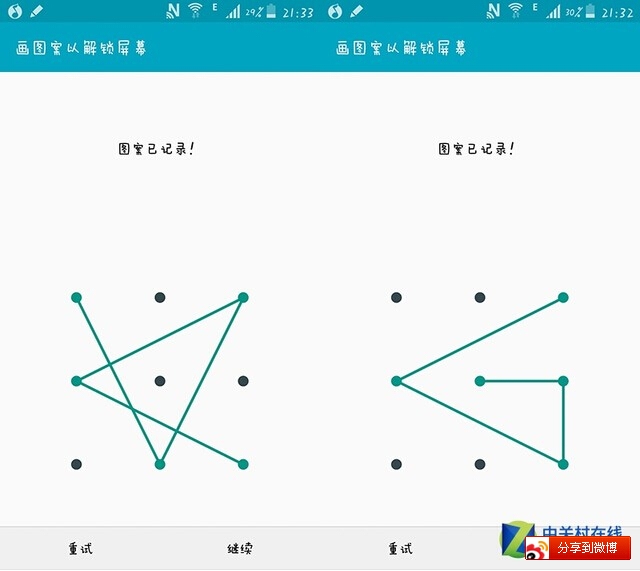 29% 21:33
画图案以解锁屏幕
图案已记录!
重试 继续
E 30% 21:32
画图案以解锁屏幕
图案已记录!
重试
中关村在线
分享到微博